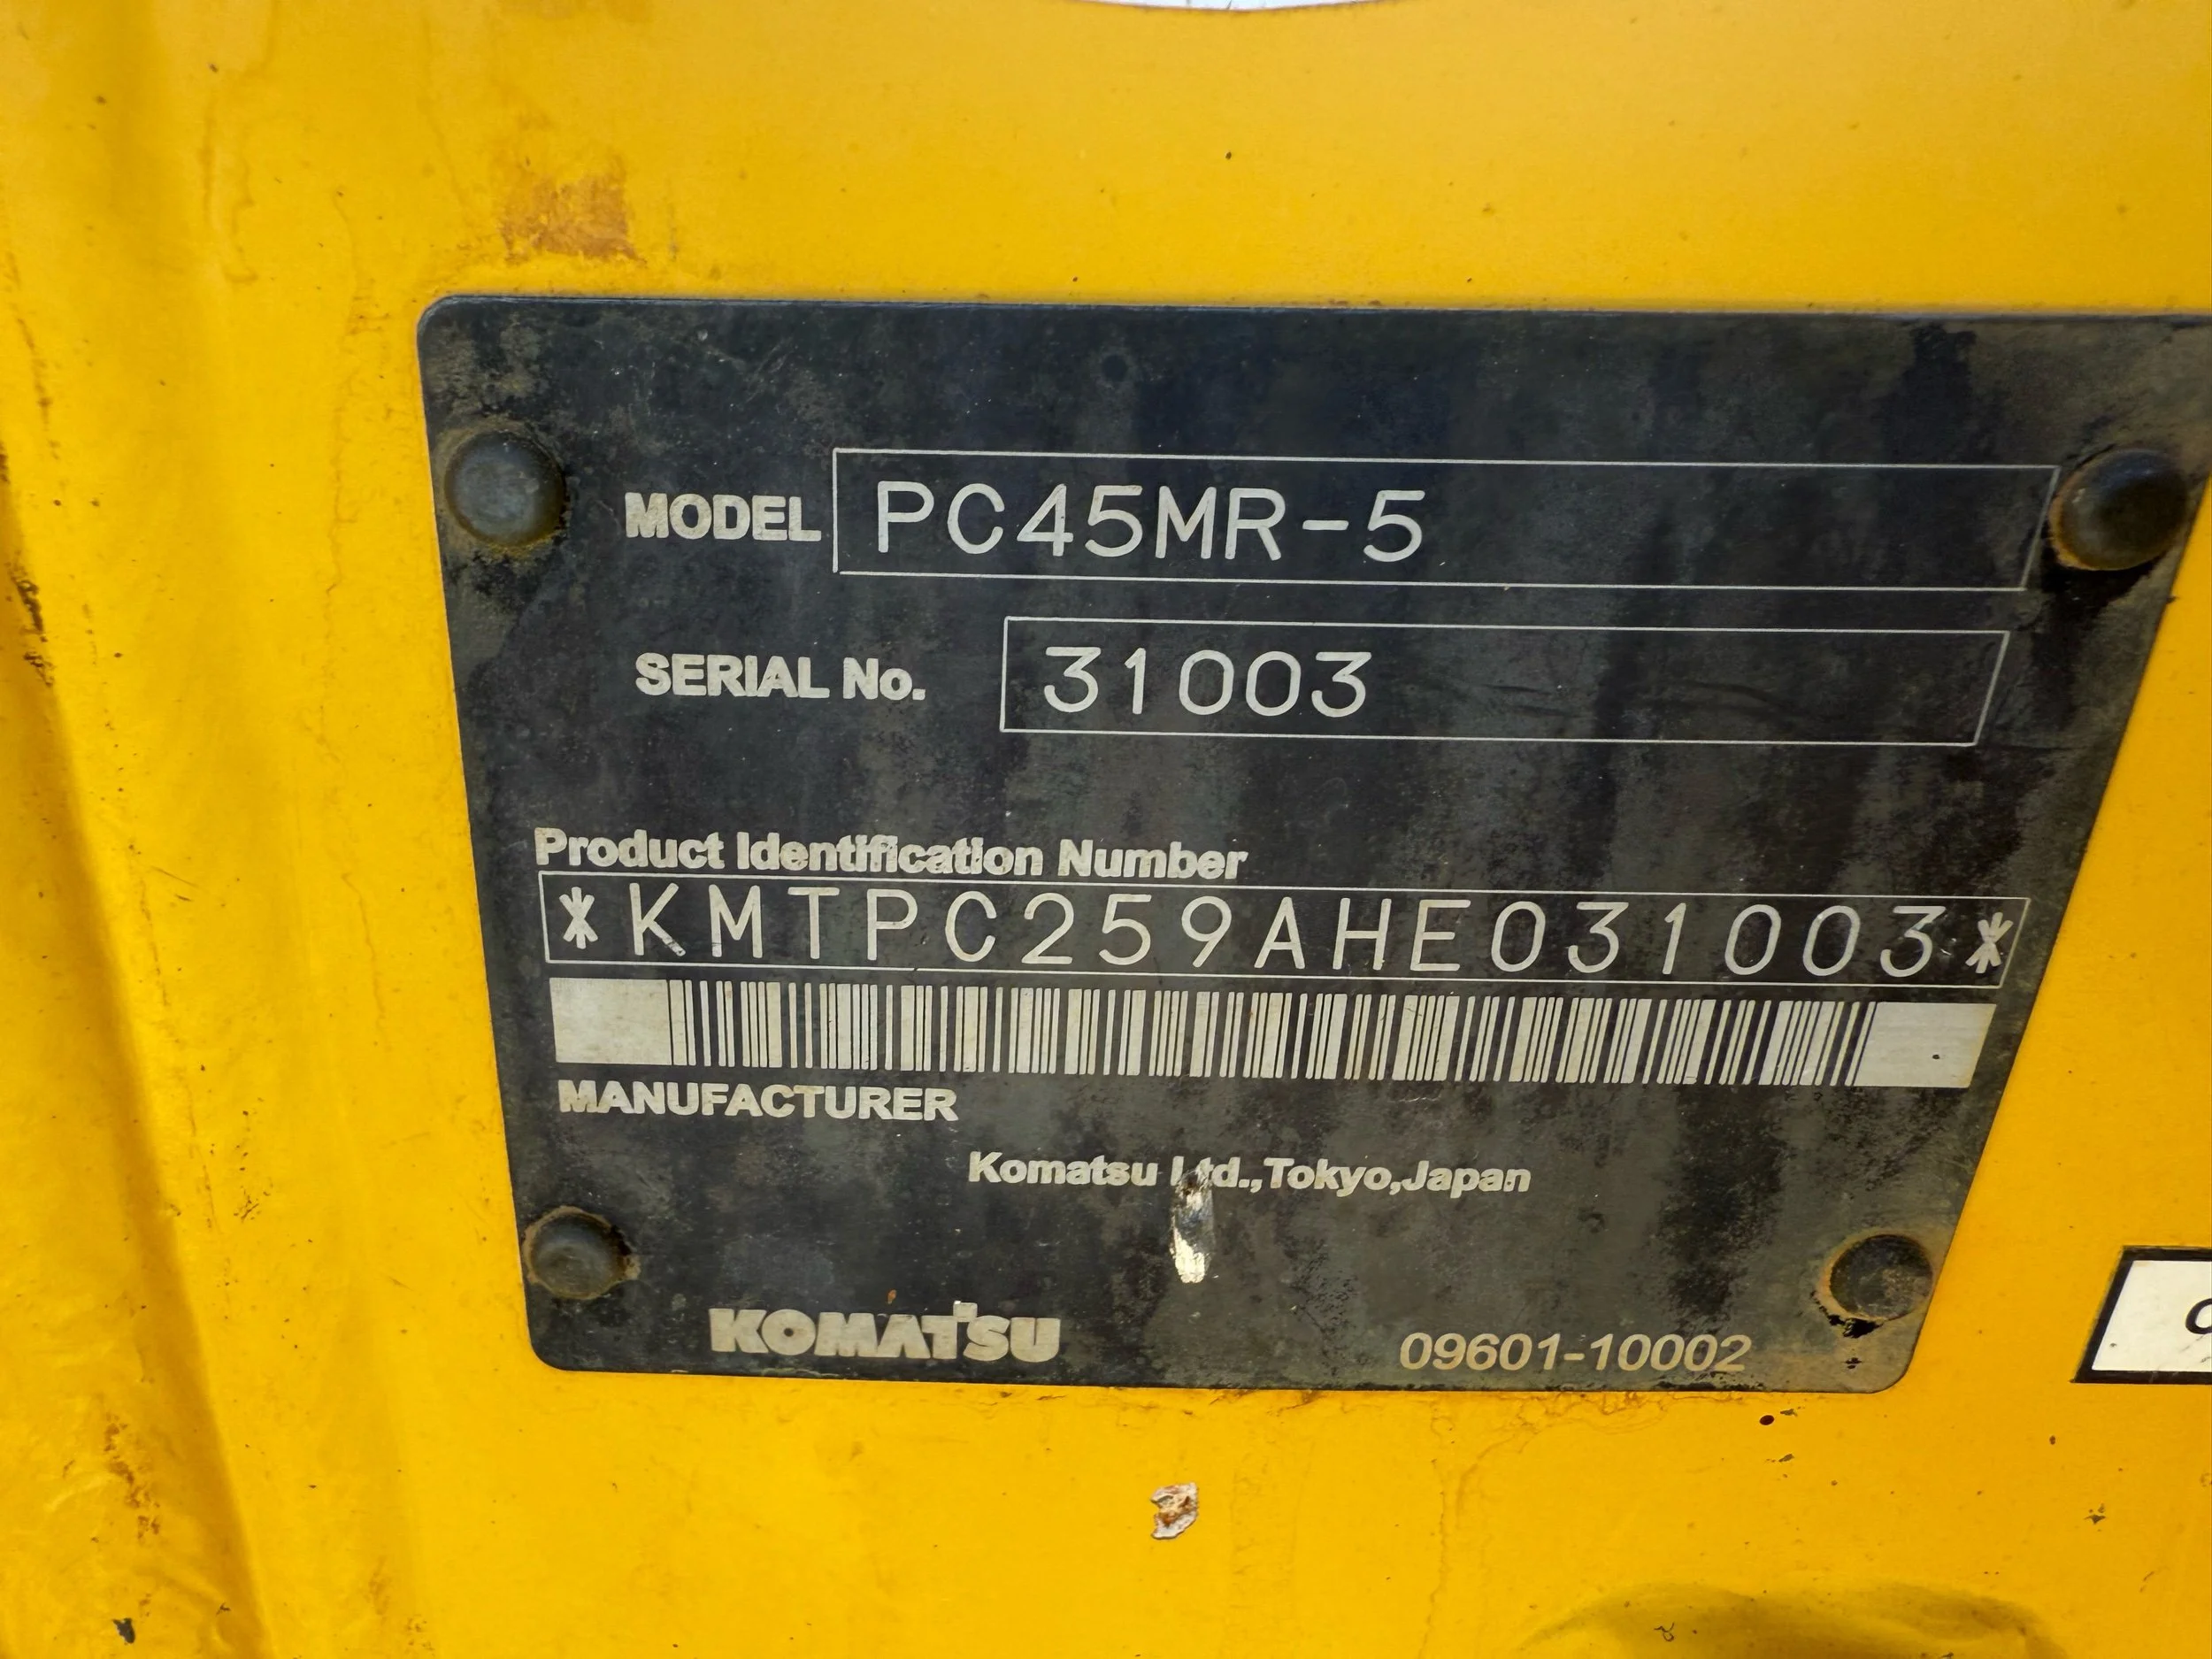 MODEL PC45MR-5
SERIAL No. 31003
Product Identification Number
*KMTPC259AHE031003*
MANUFACTURER
Komatsu Ltd.,Tokyo,Japan
KOMATSU 09601-10002